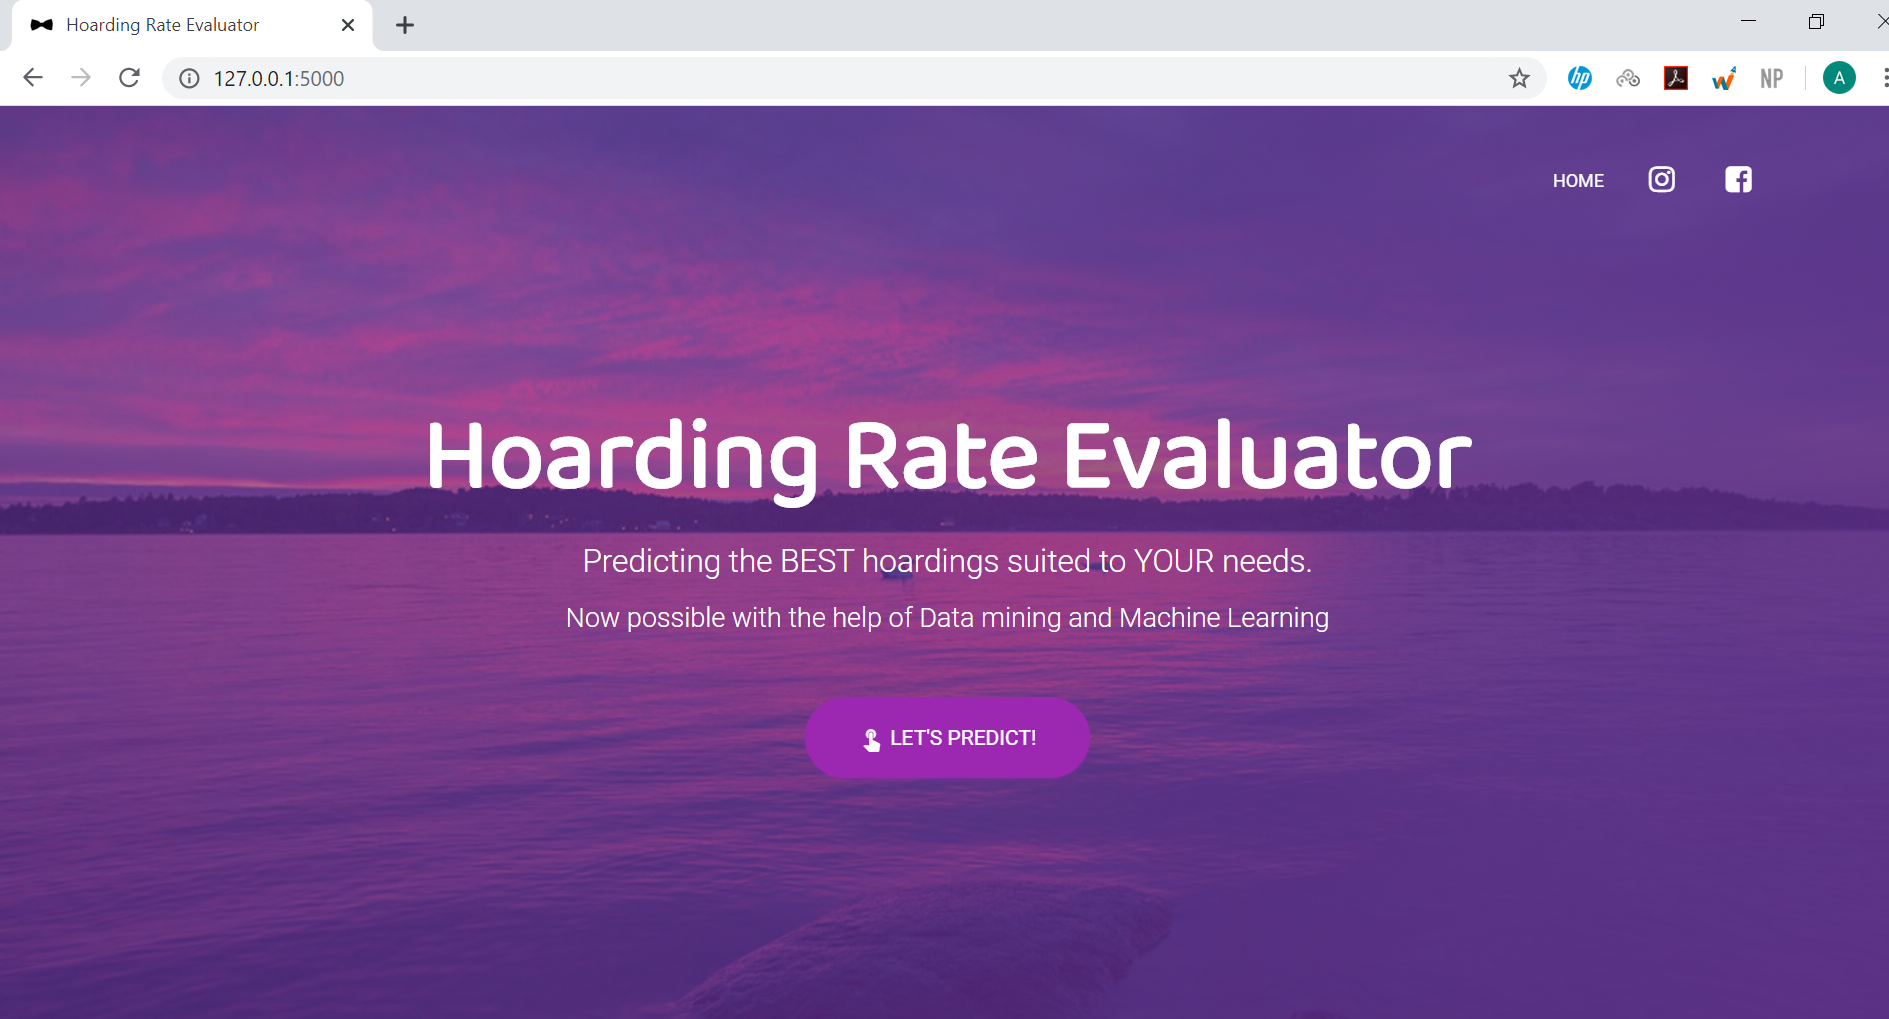 Hoarding Rate Evaluator
127.0.0.1:5000
hp
NP
A
HOME
Hoarding Rate Evaluator
Predicting the BEST hoardings suited to YOUR needs.
Now possible with the help of Data mining and Machine Learning
LET'S PREDICT!